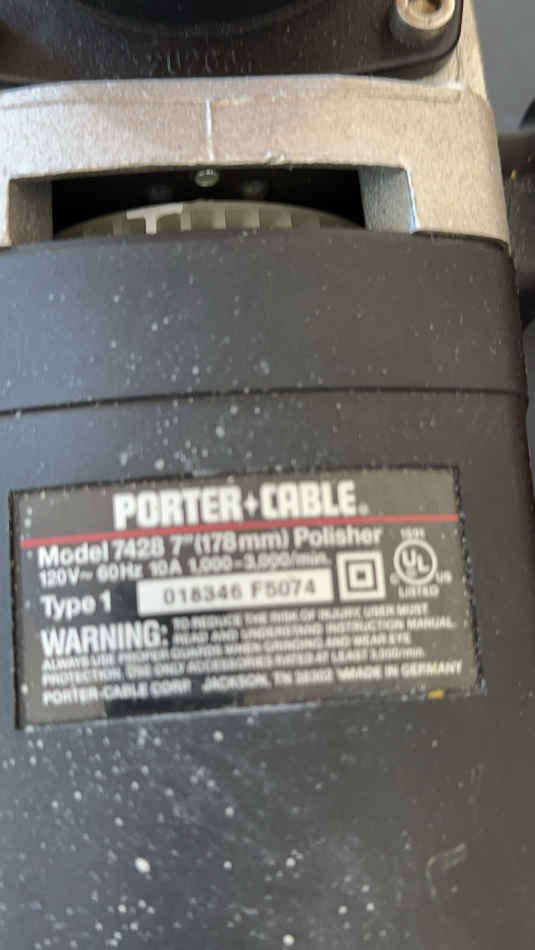 PORTER+CABLE®
Model 7428 7" (178mm) Polisher
120V~ 60Hz 10A 1,000-3,000/min.
Type 1 018346 F5074
1531
C UL US
LISTED
WARNING: TO REDUCE THE RISK OF INJURY, USER MUST
READ AND UNDERSTAND INSTRUCTION MANUAL.
ALWAYS USE PROPER GUARDS WHEN GRINDING AND WEAR EYE
PROTECTION. USE ONLY ACCESSORIES RATED AT LEAST 3,000/min.
PORTER-CABLE CORP. JACKSON, TN 38302 MADE IN GERMANY